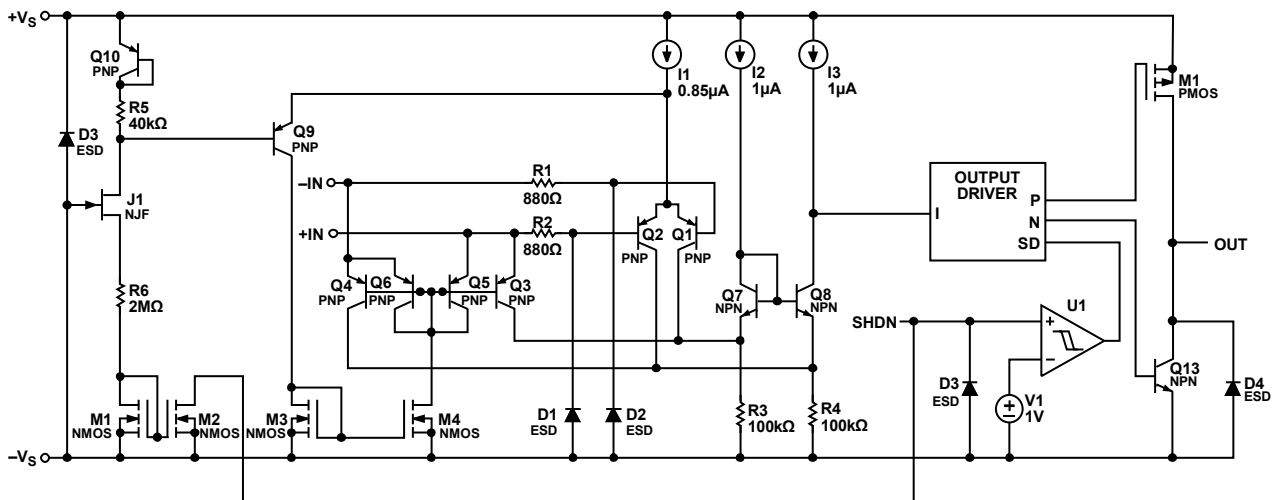 +VS
Q10
PNP
R5
40kΩ
D3
ESD
J1
NJF
R6
2MΩ
M1
NMOS
M2
NMOS
–VS
Q9
PNP
–IN
+IN
R1
880Ω
R2
880Ω
Q4
PNP
Q6
PNP
Q5
PNP
Q3
PNP
Q2
PNP
Q1
PNP
M3
NMOS
M4
NMOS
D1
ESD
D2
ESD
I1
0.85µA
I2
1µA
I3
1µA
Q7
NPN
Q8
NPN
R3
100kΩ
R4
100kΩ
OUTPUT
DRIVER
I
P
N
SD
M1
PMOS
OUT
SHDN
U1
+
–
D3
ESD
V1
1V
+
–
Q13
NPN
D4
ESD